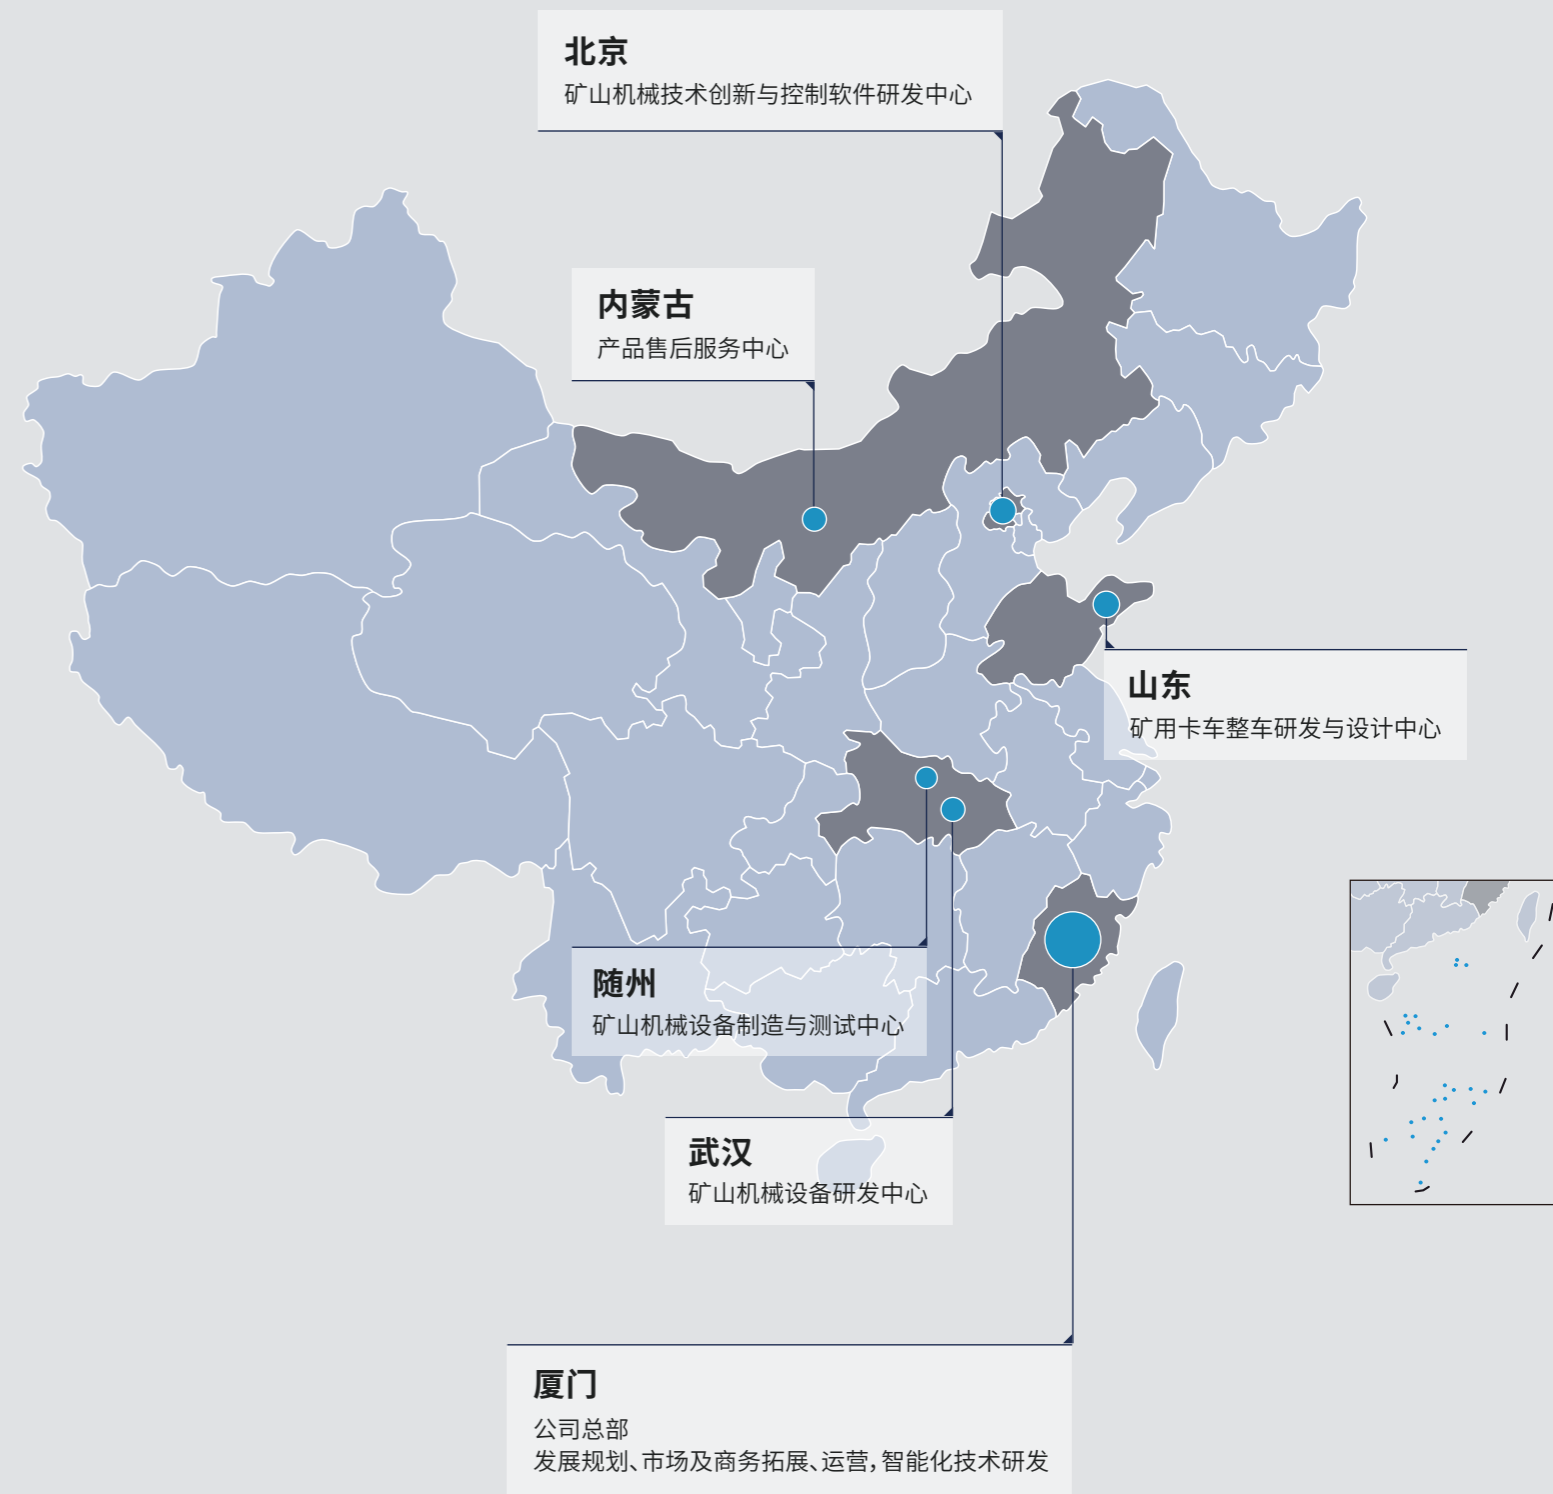 北京
矿山机械技术创新与控制软件研发中心
内蒙古
产品售后服务中心
山东
矿用卡车整车研发与设计中心
随州
矿山机械设备制造与测试中心
武汉
矿山机械设备研发中心
厦门
公司总部
发展规划、市场及商务拓展、运营,智能化技术研发